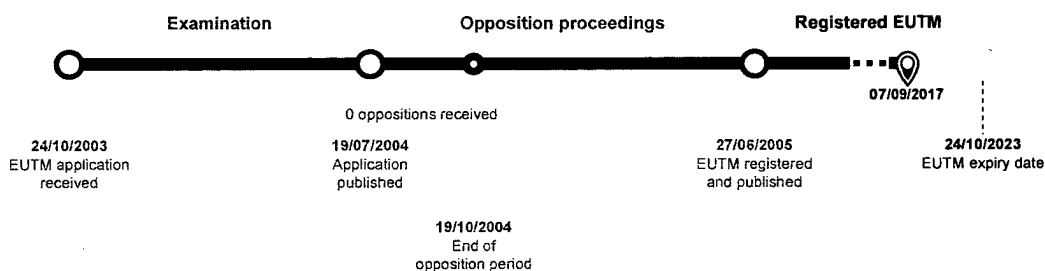 Examination
Opposition proceedings
Registered EUTM
07/09/2017
0 oppositions received
24/10/2003
EUTM application
received
19/07/2004
Application
published
27/06/2005
EUTM registered
and published
24/10/2023
EUTM expiry date
19/10/2004
End of
opposition period